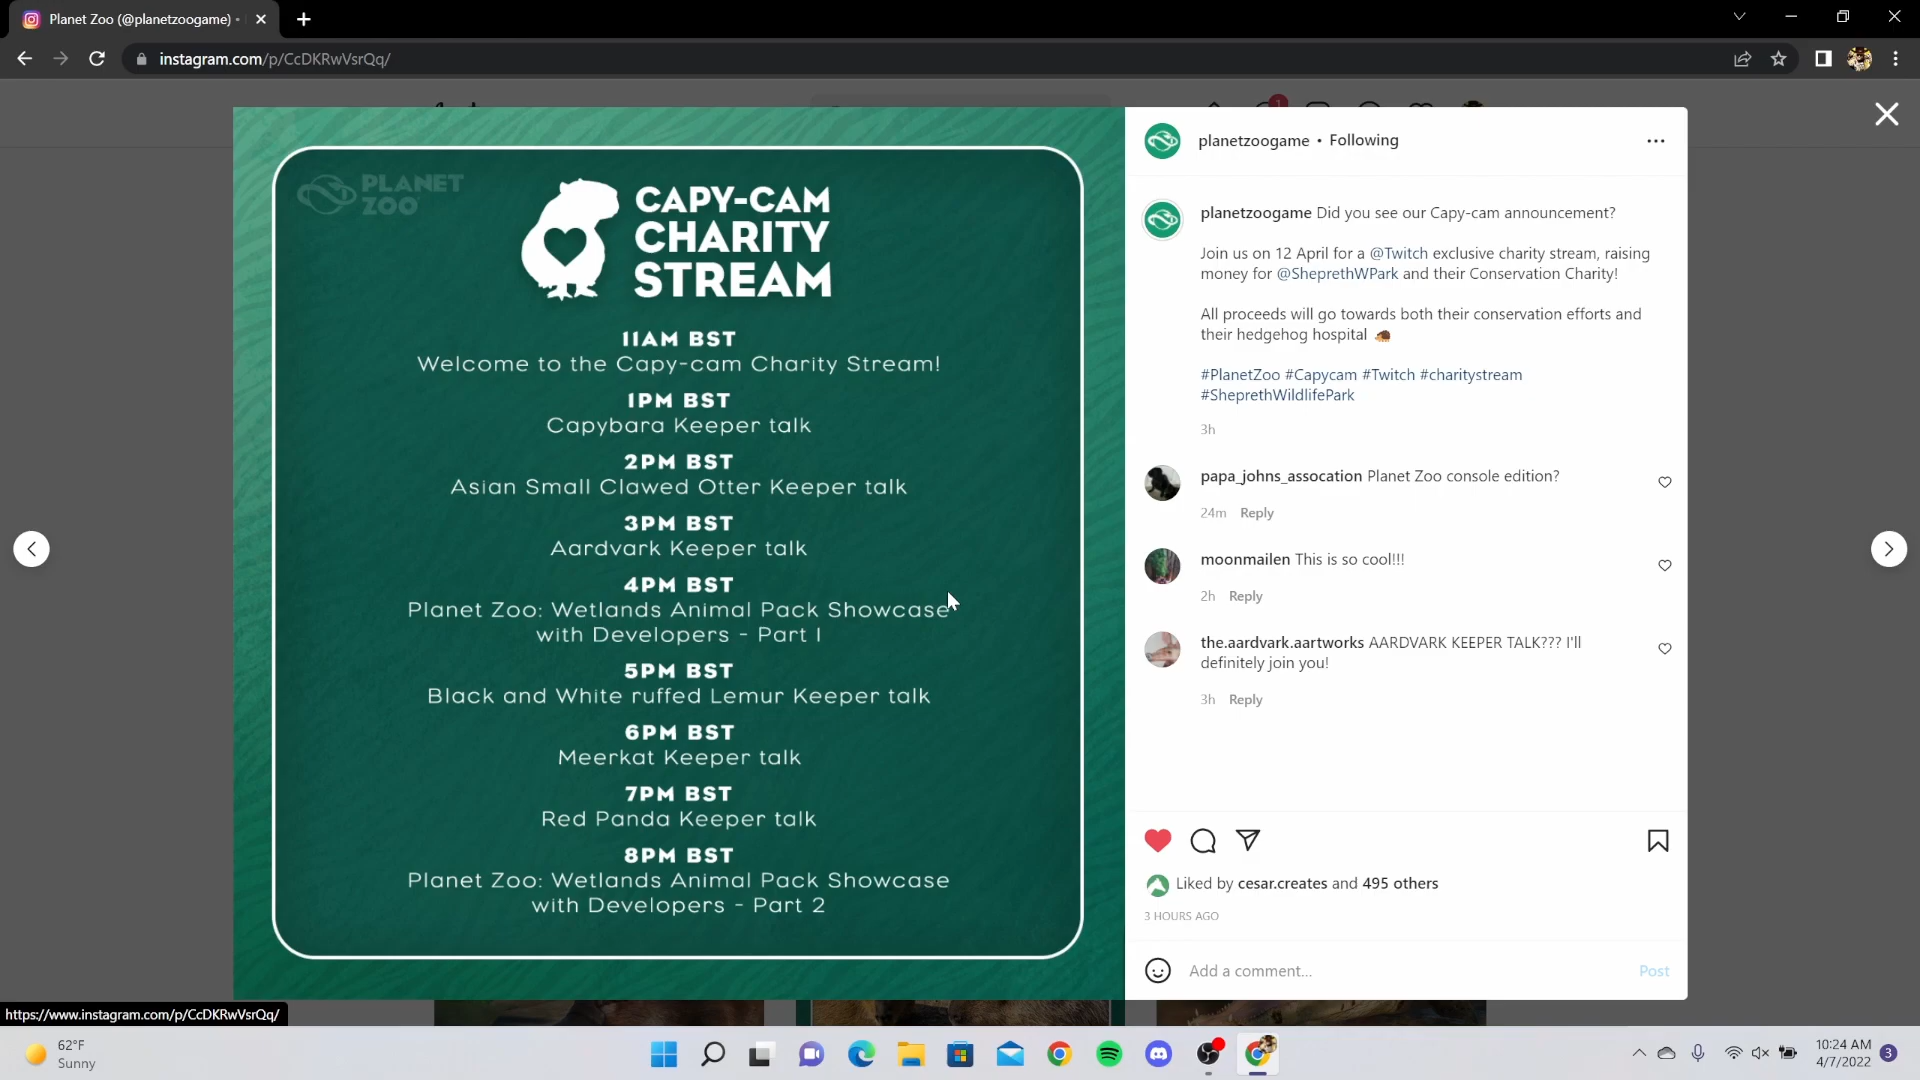 Planet Zoo (@planetzoogame) •
instagram.com/p/CcDKRwVsrQq/
1
PLANET
ZOO
CAPY-CAM
CHARITY
STREAM
11AM BST
Welcome to the Capy-cam Charity Stream!
1PM BST
Capybara Keeper talk
2PM BST
Asian Small Clawed Otter Keeper talk
3PM BST
Aardvark Keeper talk
4PM BST
Planet Zoo: Wetlands Animal Pack Showcase
with Developers - Part 1
5PM BST
Black and White ruffed Lemur Keeper talk
6PM BST
Meerkat Keeper talk
7PM BST
Red Panda Keeper talk
8PM BST
Planet Zoo: Wetlands Animal Pack Showcase
with Developers - Part 2
planetzoogame • Following
planetzoogame Did you see our Capy-cam announcement?
Join us on 12 April for a @Twitch exclusive charity stream, raising
money for @SheprethWPark and their Conservation Charity!
All proceeds will go towards both their conservation efforts and
their hedgehog hospital 🦔
#PlanetZoo #Capycam #Twitch #charitystream
#SheprethWildlifePark
3h
papa_johns_assocation Planet Zoo console edition?
24m Reply
moonmailen This is so cool!!!
2h Reply
the.aardvark.aartworks AARDVARK KEEPER TALK??? I'll
definitely join you!
3h Reply
Liked by cesar.creates and 495 others
3 HOURS AGO
Add a comment... Post
https://www.instagram.com/p/CcDKRwVsrQq/
62°F
Sunny
10:24 AM
4/7/2022
3